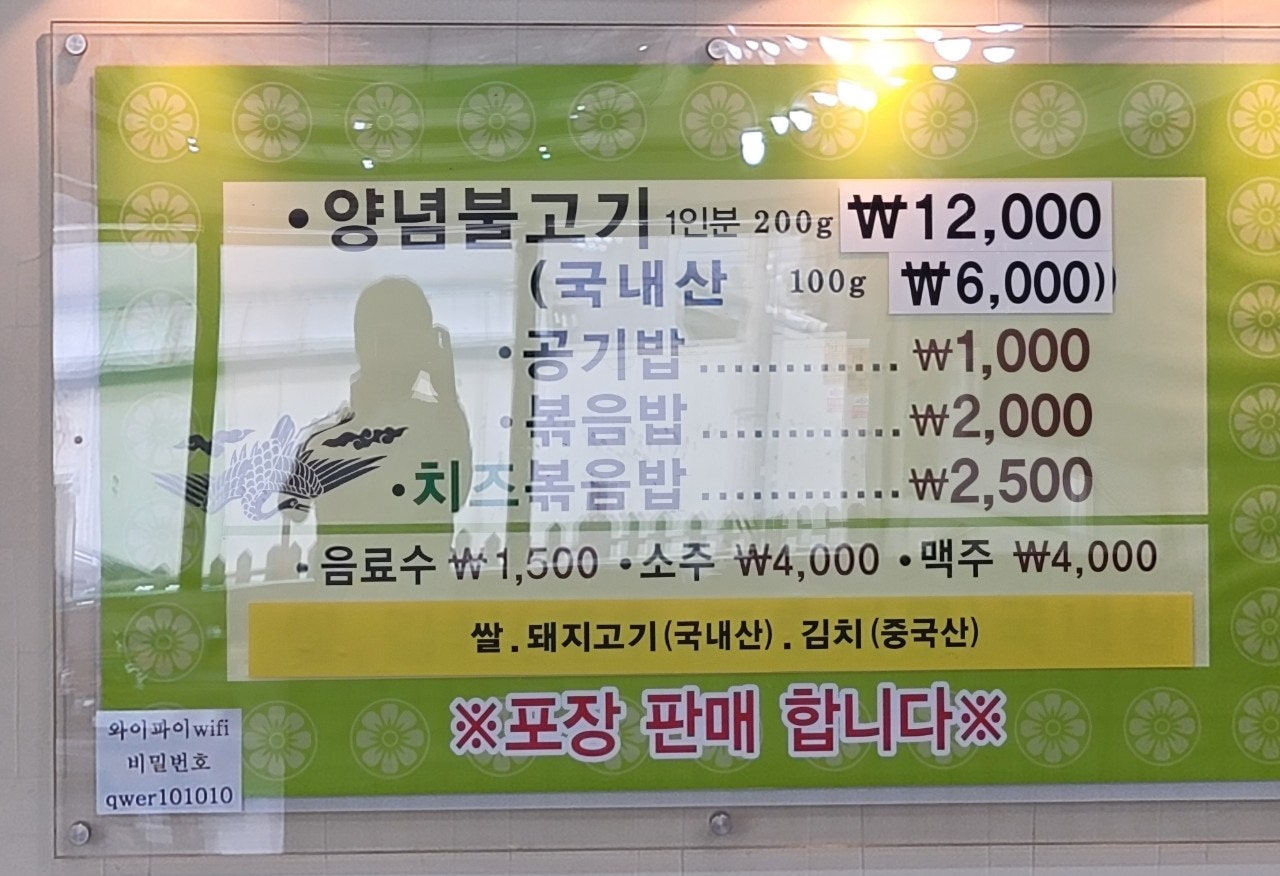 •양념불고기 1인분 200g ₩12,000
(국내산 100g ₩6,000))
•공기밥 ............ ₩1,000
•볶음밥 ............ ₩2,000
•치즈볶음밥 ............ ₩2,500
•음료수 ₩1,500 •소주 ₩4,000 •맥주 ₩4,000
쌀.돼지고기(국내산).김치(중국산)
※포장 판매 합니다※
와이파이wifi
비밀번호
qwer101010